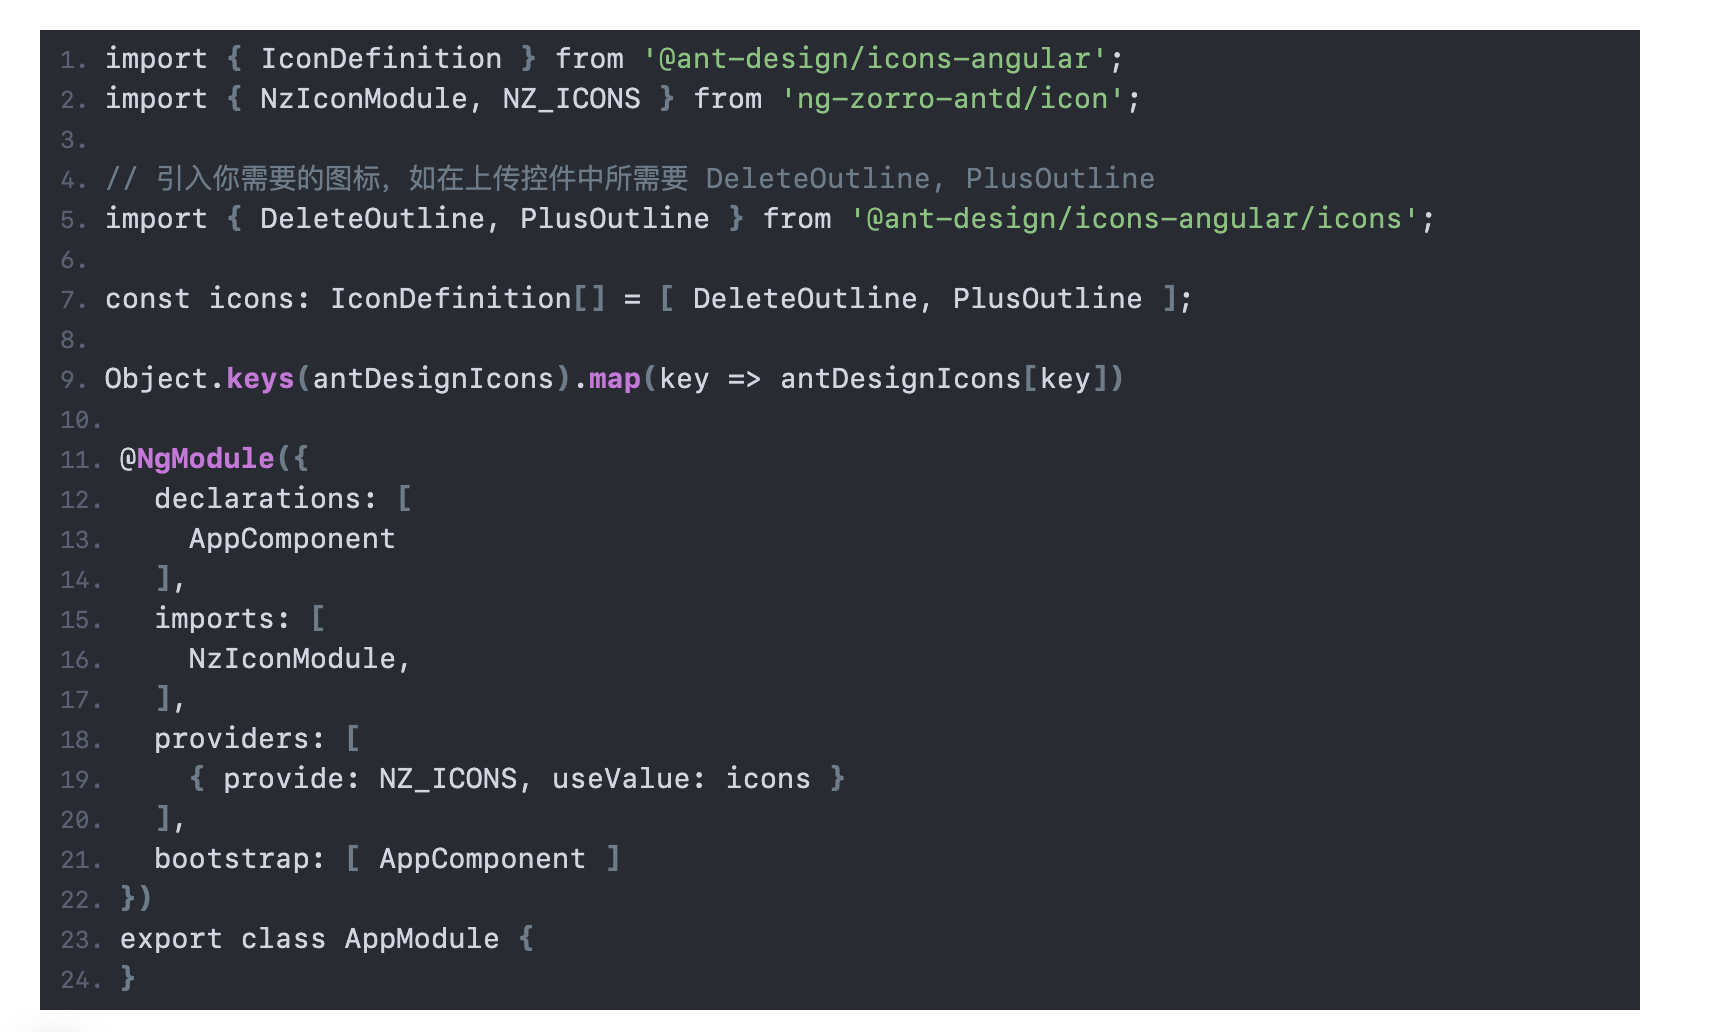 1. import { IconDefinition } from '@ant-design/icons-angular';
2. import { NzIconModule, NZ_ICONS } from 'ng-zorro-antd/icon';
3.
4. // 引入你需要的图标，如在上传控件中所需要 DeleteOutline, PlusOutline
5. import { DeleteOutline, PlusOutline } from '@ant-design/icons-angular/icons';
6.
7. const icons: IconDefinition[] = [ DeleteOutline, PlusOutline ];
8.
9. Object.keys(antDesignIcons).map(key => antDesignIcons[key])
10.
11. @NgModule({
12.   declarations: [
13.     AppComponent
14.   ],
15.   imports: [
16.     NzIconModule,
17.   ],
18.   providers: [
19.     { provide: NZ_ICONS, useValue: icons }
20.   ],
21.   bootstrap: [ AppComponent ]
22. })
23. export class AppModule {
24. }